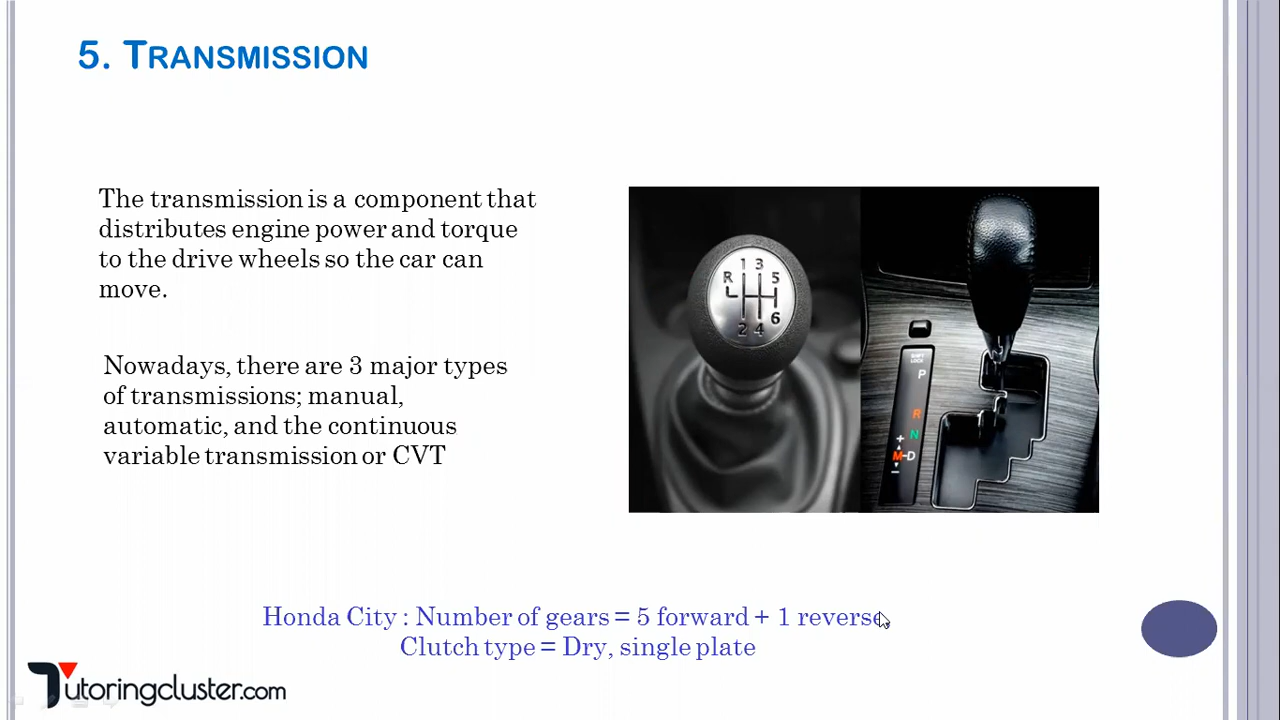 5. TRANSMISSION
The transmission is a component that
distributes engine power and torque
to the drive wheels so the car can
move.
Nowadays, there are 3 major types
of transmissions; manual,
automatic, and the continuous
variable transmission or CVT
1 3
R 5
6
2 4
SHIFT
LOCK
P
R
N
+
M-D
-
Honda City : Number of gears = 5 forward + 1 reverse,
Clutch type = Dry, single plate
Tutoringcluster.com